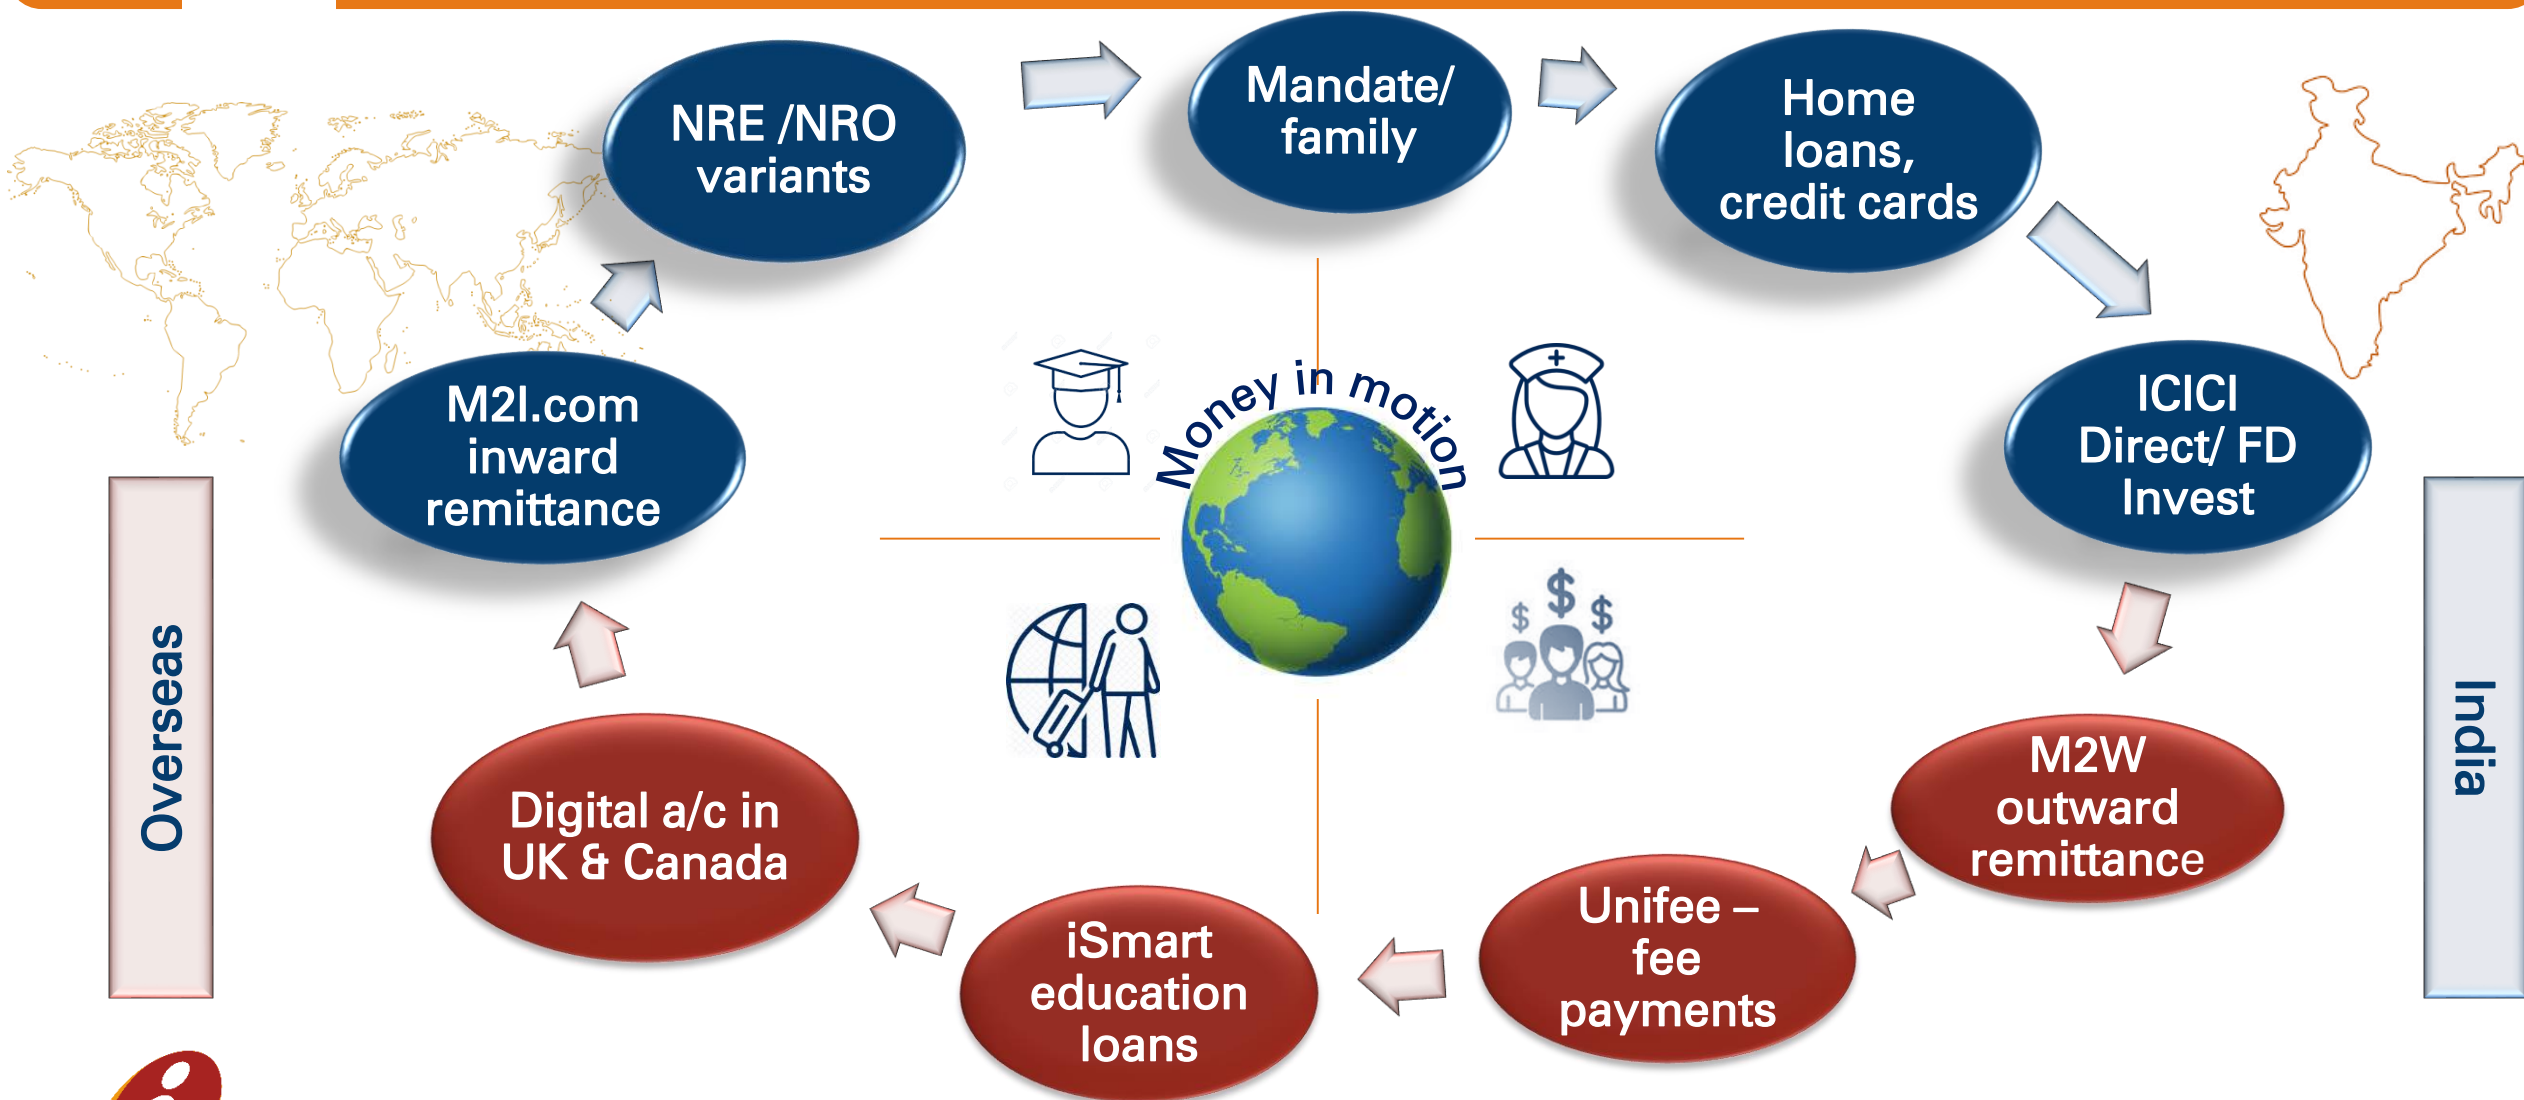 NRE /NRO
variants
Mandate/
family
Home
loans,
credit cards
M2I.com
inward
remittance
Money in motion
ICICI
Direct/ FD
Invest
Overseas
India
Digital a/c in
UK & Canada
iSmart
education
loans
Unifee –
fee
payments
M2W
outward
remittance
$ $ $